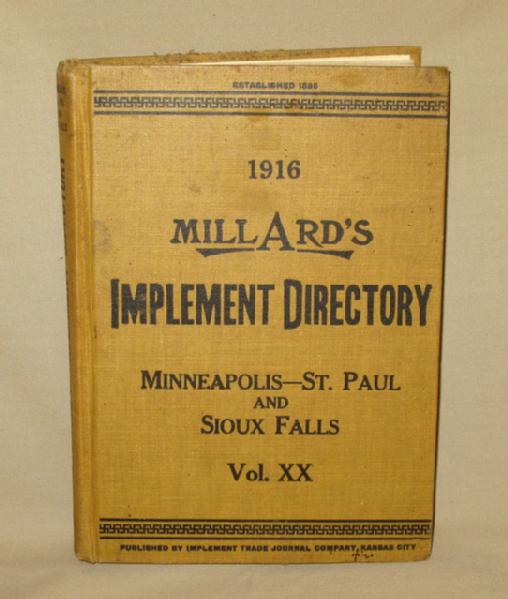 ESTABLISHED 1885
1916
MILLARD'S
IMPLEMENT DIRECTORY
MINNEAPOLIS—ST. PAUL
AND
SIOUX FALLS
Vol. XX
PUBLISHED BY IMPLEMENT TRADE JOURNAL COMPANY, KANSAS CITY